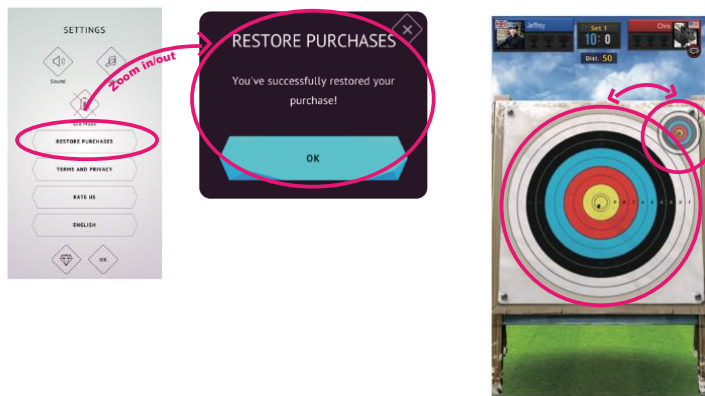 SETTINGS
Sound
RESTORE PURCHASES
TERMS AND PRIVACY
RATE US
ENGLISH
OK
Zoom in/out
RESTORE PURCHASES
You've successfully restored your
purchase!
OK
Jeffrey
Set 1
10: 0
Chris
Dist. 50